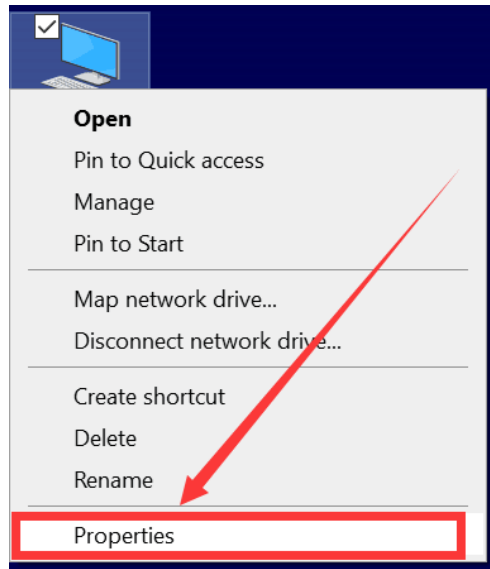 Open
Pin to Quick access
Manage
Pin to Start
Map network drive...
Disconnect network drive...
Create shortcut
Delete
Rename
Properties